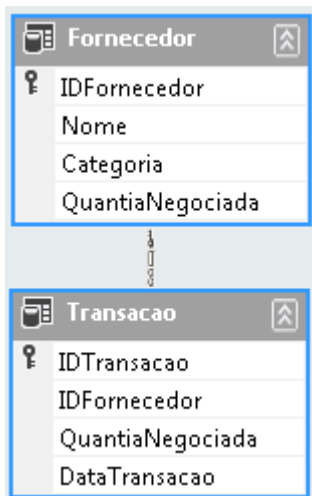 Fornecedor
IDFornecedor
Nome
Categoria
QuantiaNegociada
Transacao
IDTransacao
IDFornecedor
QuantiaNegociada
DataTransacao